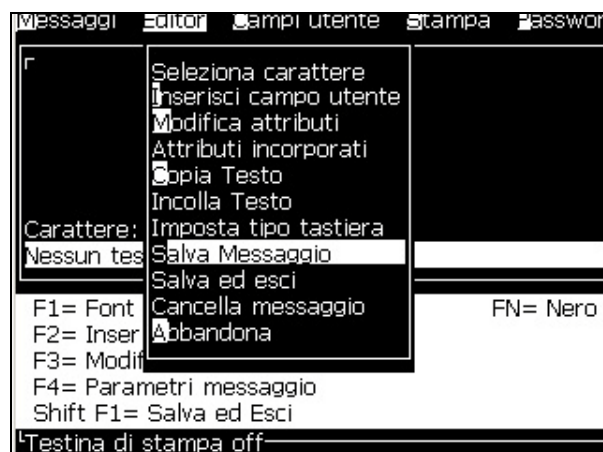 Messaggi Editor Campi utente Stampa Passwor
Seleziona carattere
Inserisci campo utente
Modifica attributi
Attributi incorporati
Copia Testo
Incolla Testo
Carattere: Imposta tipo tastiera
Nessun tes Salva Messaggio
Salva ed esci
F1= Font Cancella messaggio FN= Nero
F2= Inser Abbandona
F3= Modif
F4= Parametri messaggio
Shift F1= Salva ed Esci
Testina di stampa off